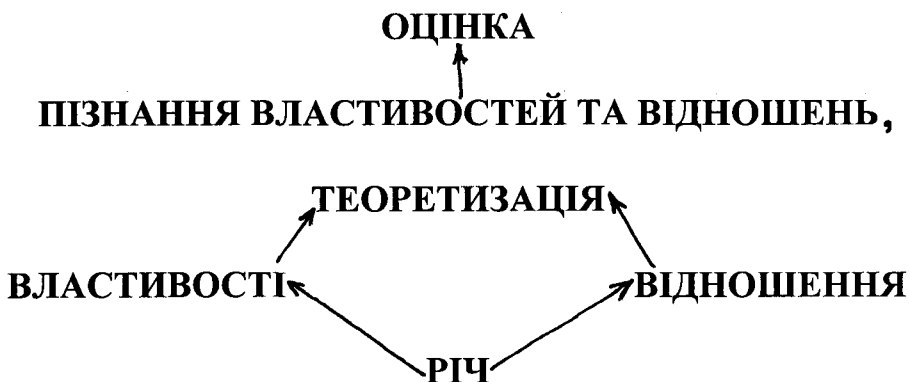 ОЦІНКА
ПІЗНАННЯ ВЛАСТИВОСТЕЙ ТА ВІДНОШЕНЬ,
ТЕОРЕТИЗАЦІЯ
ВЛАСТИВОСТІ ВІДНОШЕННЯ
РІЧ